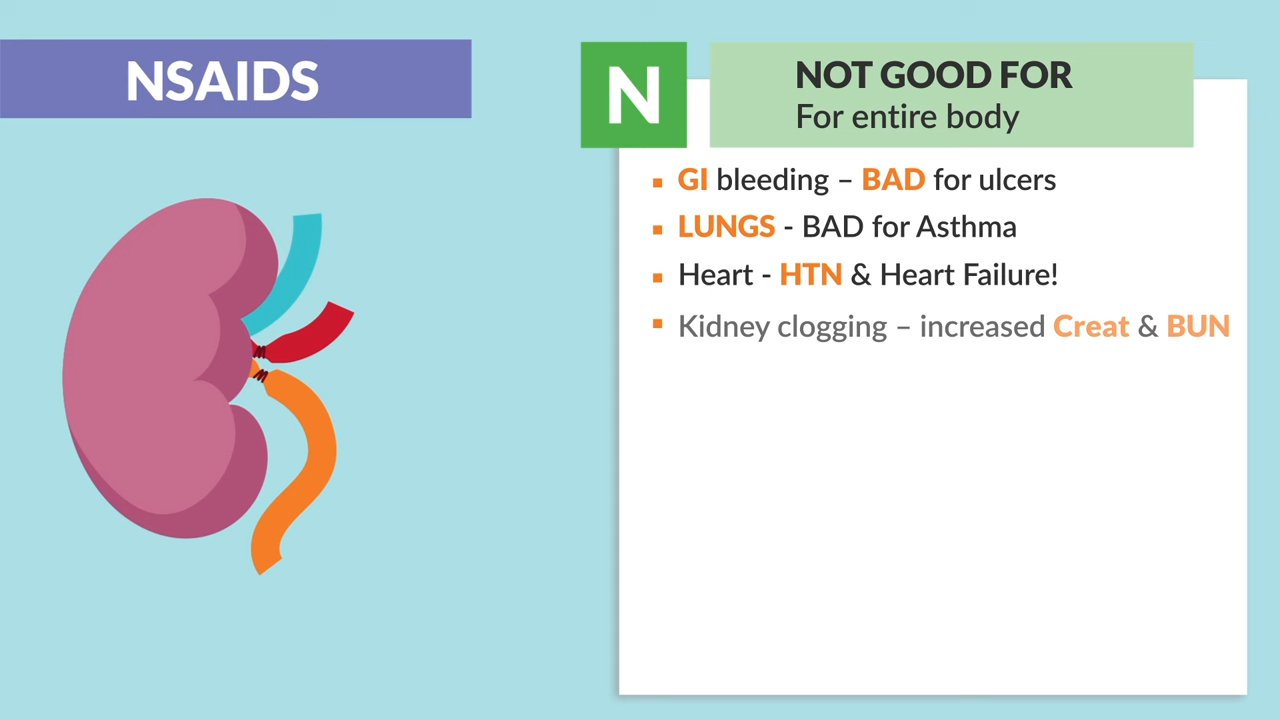 NSAIDS
N
NOT GOOD FOR
For entire body
▪ GI bleeding – BAD for ulcers
▪ LUNGS - BAD for Asthma
▪ Heart - HTN & Heart Failure!
▪ Kidney clogging – increased Creat & BUN